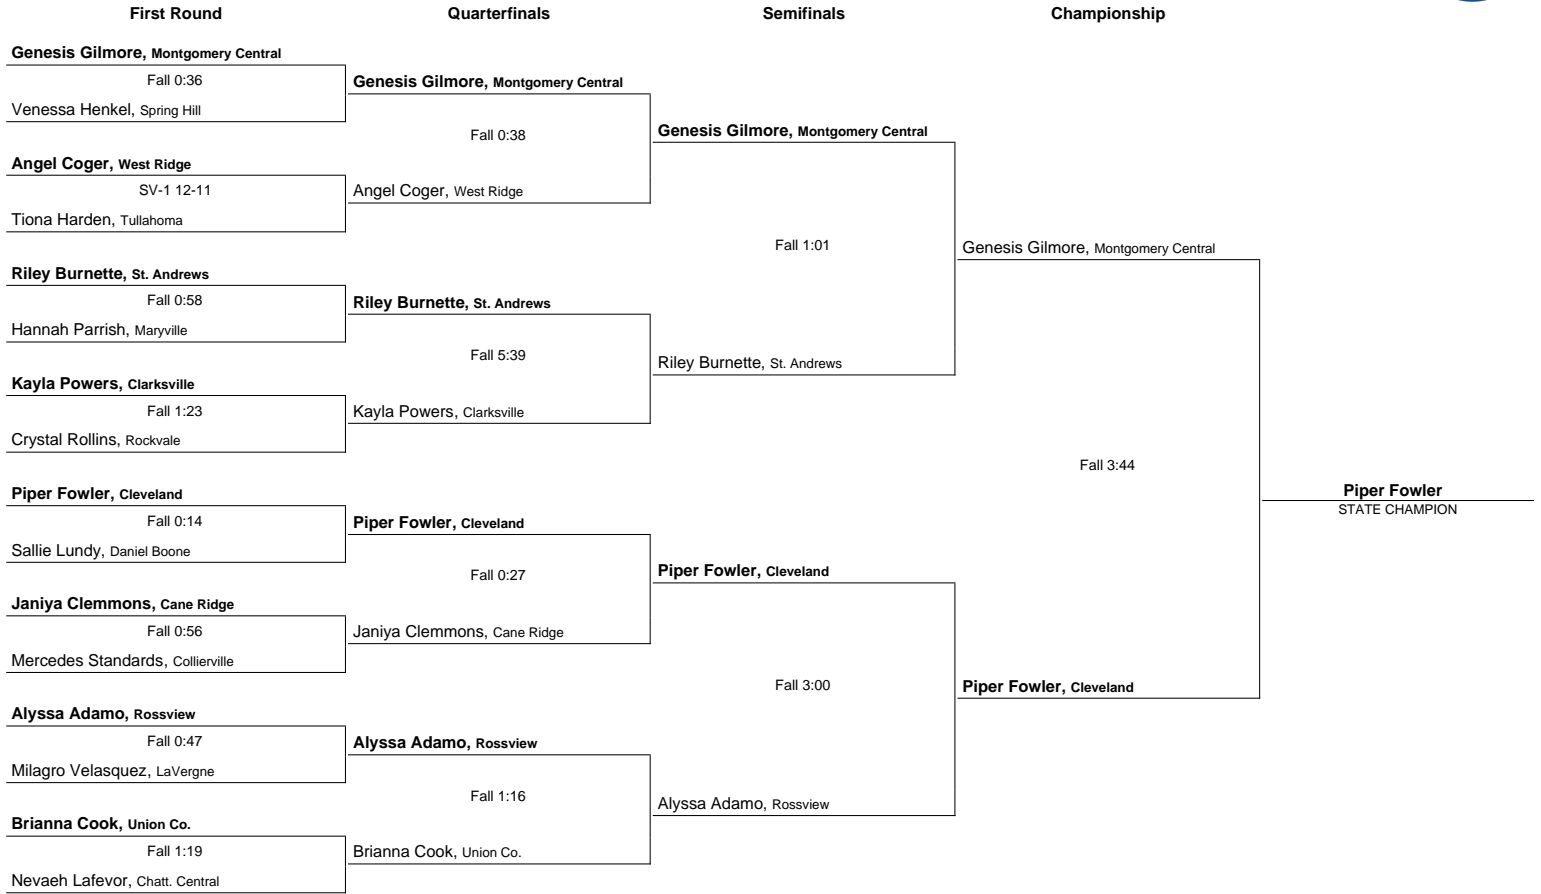 First Round
Quarterfinals
Semifinals
Championship
Genesis Gilmore, Montgomery Central
Fall 0:36
Venessa Henkel, Spring Hill
Angel Coger, West Ridge
SV-1 12-11
Tiona Harden, Tullahoma
Riley Burnette, St. Andrews
Fall 0:58
Hannah Parrish, Maryville
Kayla Powers, Clarksville
Fall 1:23
Crystal Rollins, Rockvale
Piper Fowler, Cleveland
Fall 0:14
Sallie Lundy, Daniel Boone
Janiya Clemmons, Cane Ridge
Fall 0:56
Mercedes Standards, Collierville
Alyssa Adamo, Rossview
Fall 0:47
Milagro Velasquez, LaVergne
Brianna Cook, Union Co.
Fall 1:19
Nevaeh Lafevor, Chatt. Central
Genesis Gilmore, Montgomery Central
Fall 0:38
Angel Coger, West Ridge
Riley Burnette, St. Andrews
Fall 5:39
Kayla Powers, Clarksville
Piper Fowler, Cleveland
Fall 0:27
Janiya Clemmons, Cane Ridge
Alyssa Adamo, Rossview
Fall 1:16
Brianna Cook, Union Co.
Genesis Gilmore, Montgomery Central
Fall 1:01
Riley Burnette, St. Andrews
Piper Fowler, Cleveland
Fall 3:00
Alyssa Adamo, Rossview
Genesis Gilmore, Montgomery Central
Fall 3:44
Piper Fowler, Cleveland
Piper Fowler
STATE CHAMPION